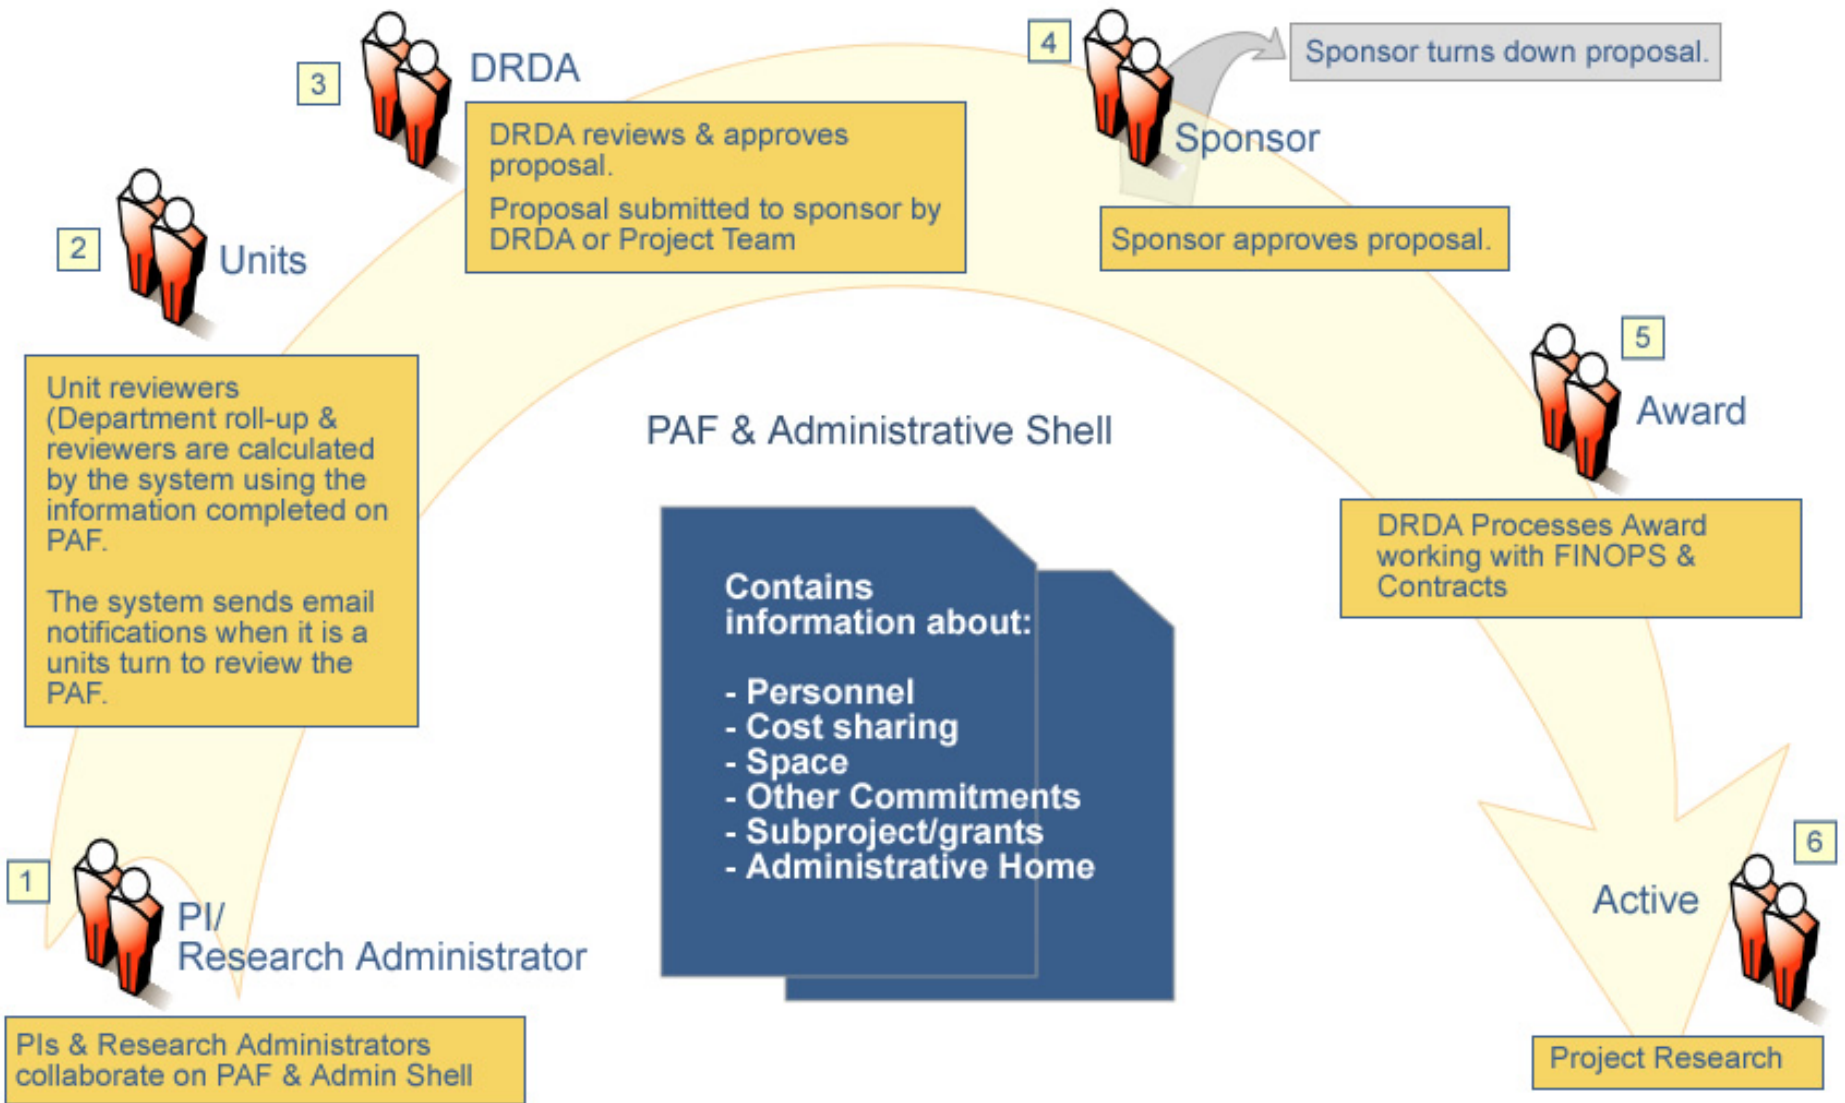 1
PI/
Research Administrator
PIs & Research Administrators
collaborate on PAF & Admin Shell
2
Units
Unit reviewers
(Department roll-up &
reviewers are calculated
by the system using the
information completed on
PAF.
The system sends email
notifications when it is a
units turn to review the
PAF.
3
DRDA
DRDA reviews & approves
proposal.
Proposal submitted to sponsor by
DRDA or Project Team
4
Sponsor
Sponsor turns down proposal.
Sponsor approves proposal.
5
Award
DRDA Processes Award
working with FINOPS &
Contracts
6
Active
Project Research
PAF & Administrative Shell
Contains
information about:
- Personnel
- Cost sharing
- Space
- Other Commitments
- Subproject/grants
- Administrative Home